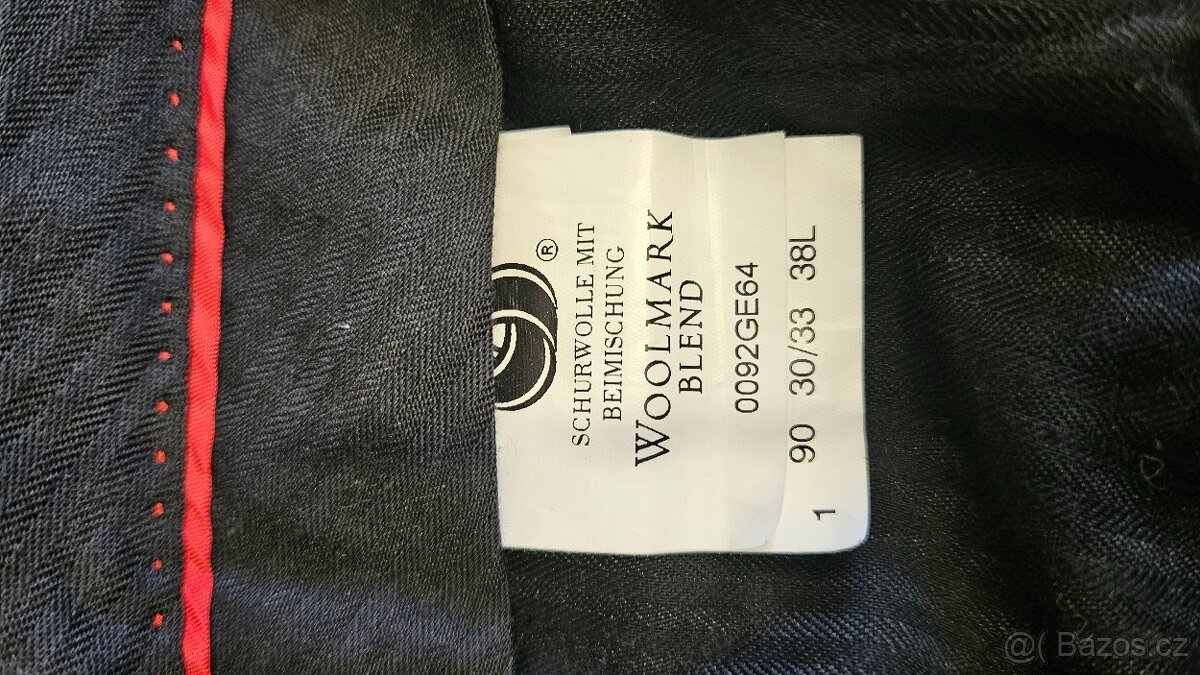 ®
SCHURWOLLE MIT
BEIMISCHUNG
WOOLMARK
BLEND
0092GE64
90 30/33 38L
1
@( Bazos.cz